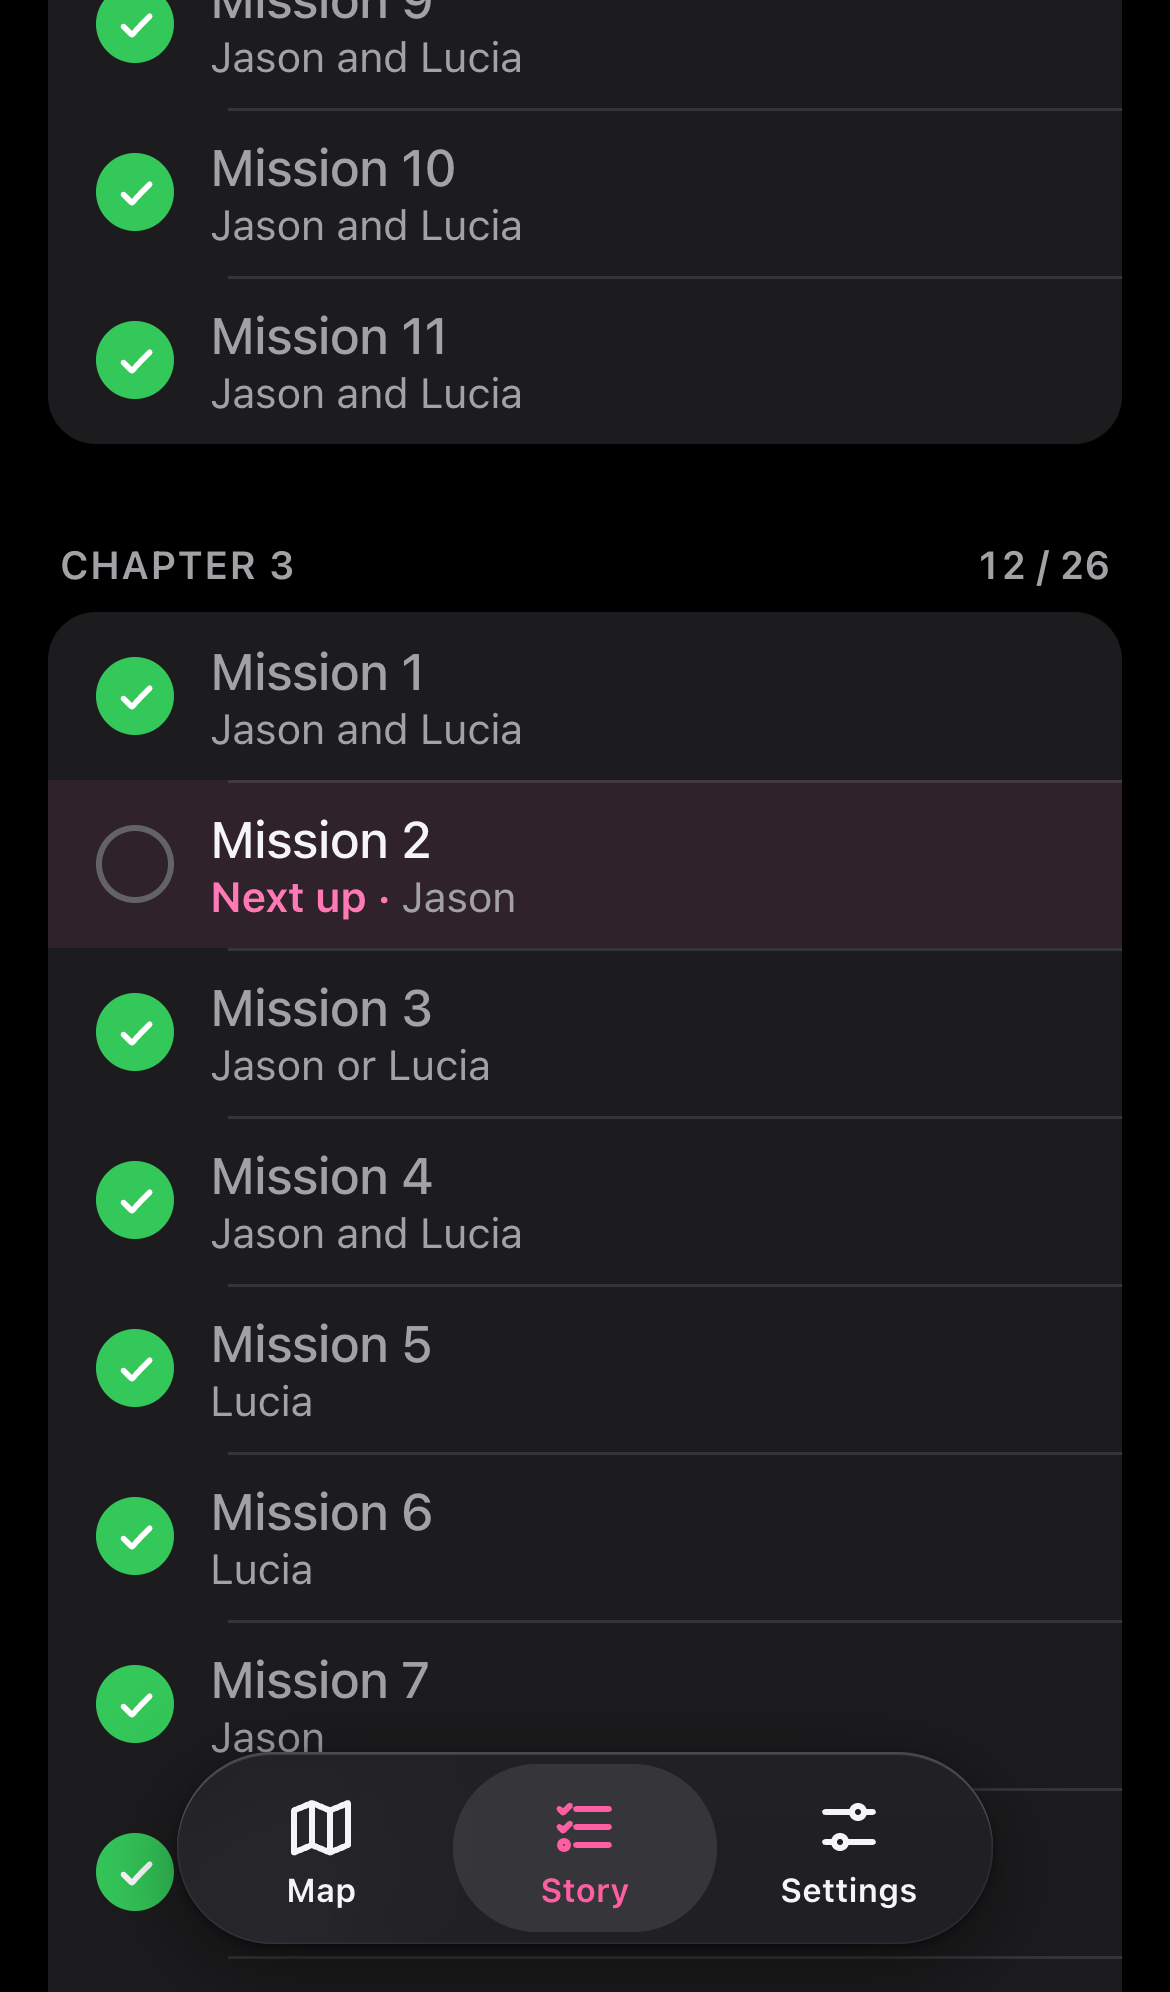 Mission 9
Jason and Lucia
Mission 10
Jason and Lucia
Mission 11
Jason and Lucia
CHAPTER 3 12 / 26
Mission 1
Jason and Lucia
Mission 2
Next up · Jason
Mission 3
Jason or Lucia
Mission 4
Jason and Lucia
Mission 5
Lucia
Mission 6
Lucia
Mission 7
Jason
Map Story Settings